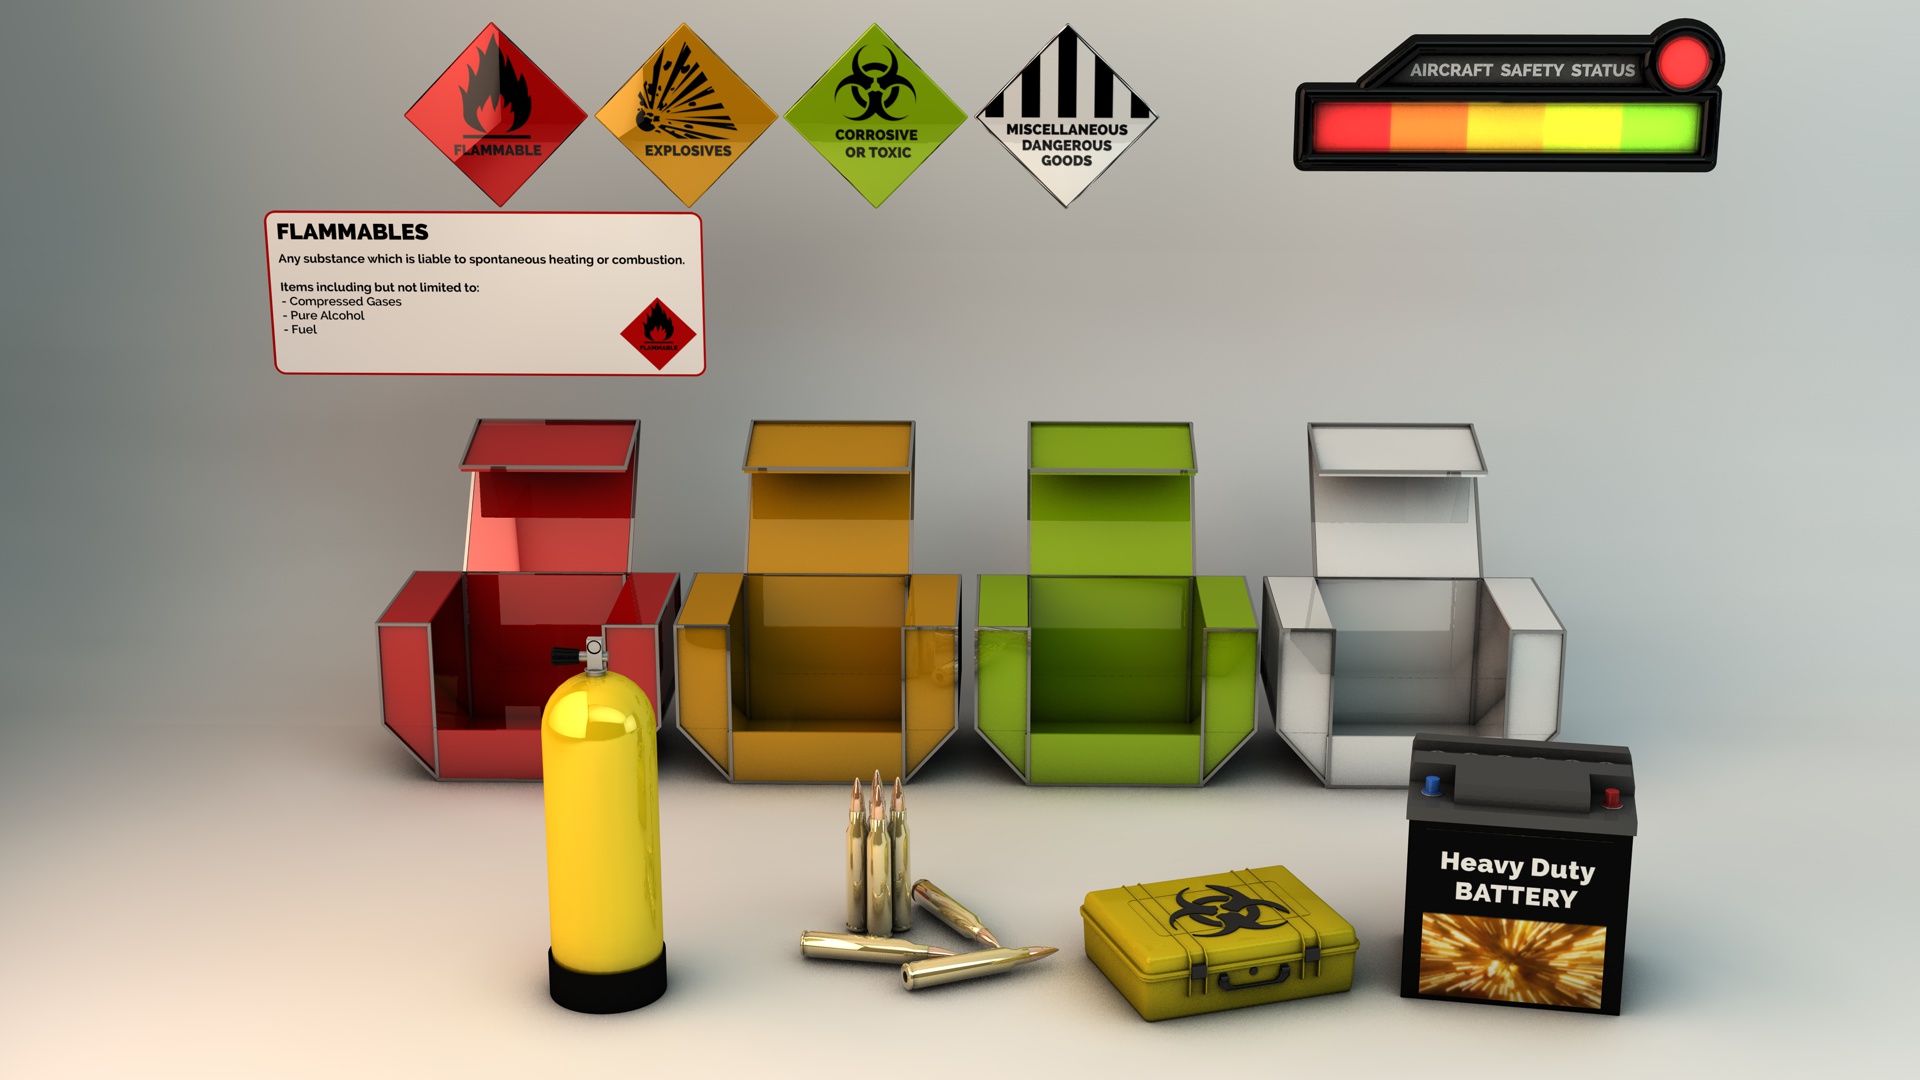 FLAMMABLE
EXPLOSIVES
CORROSIVE
OR TOXIC
MISCELLANEOUS
DANGEROUS
GOODS
AIRCRAFT SAFETY STATUS
FLAMMABLES
Any substance which is liable to spontaneous heating or combustion.
Items including but not limited to:
- Compressed Gases
- Pure Alcohol
- Fuel
FLAMMABLE
Heavy Duty
BATTERY